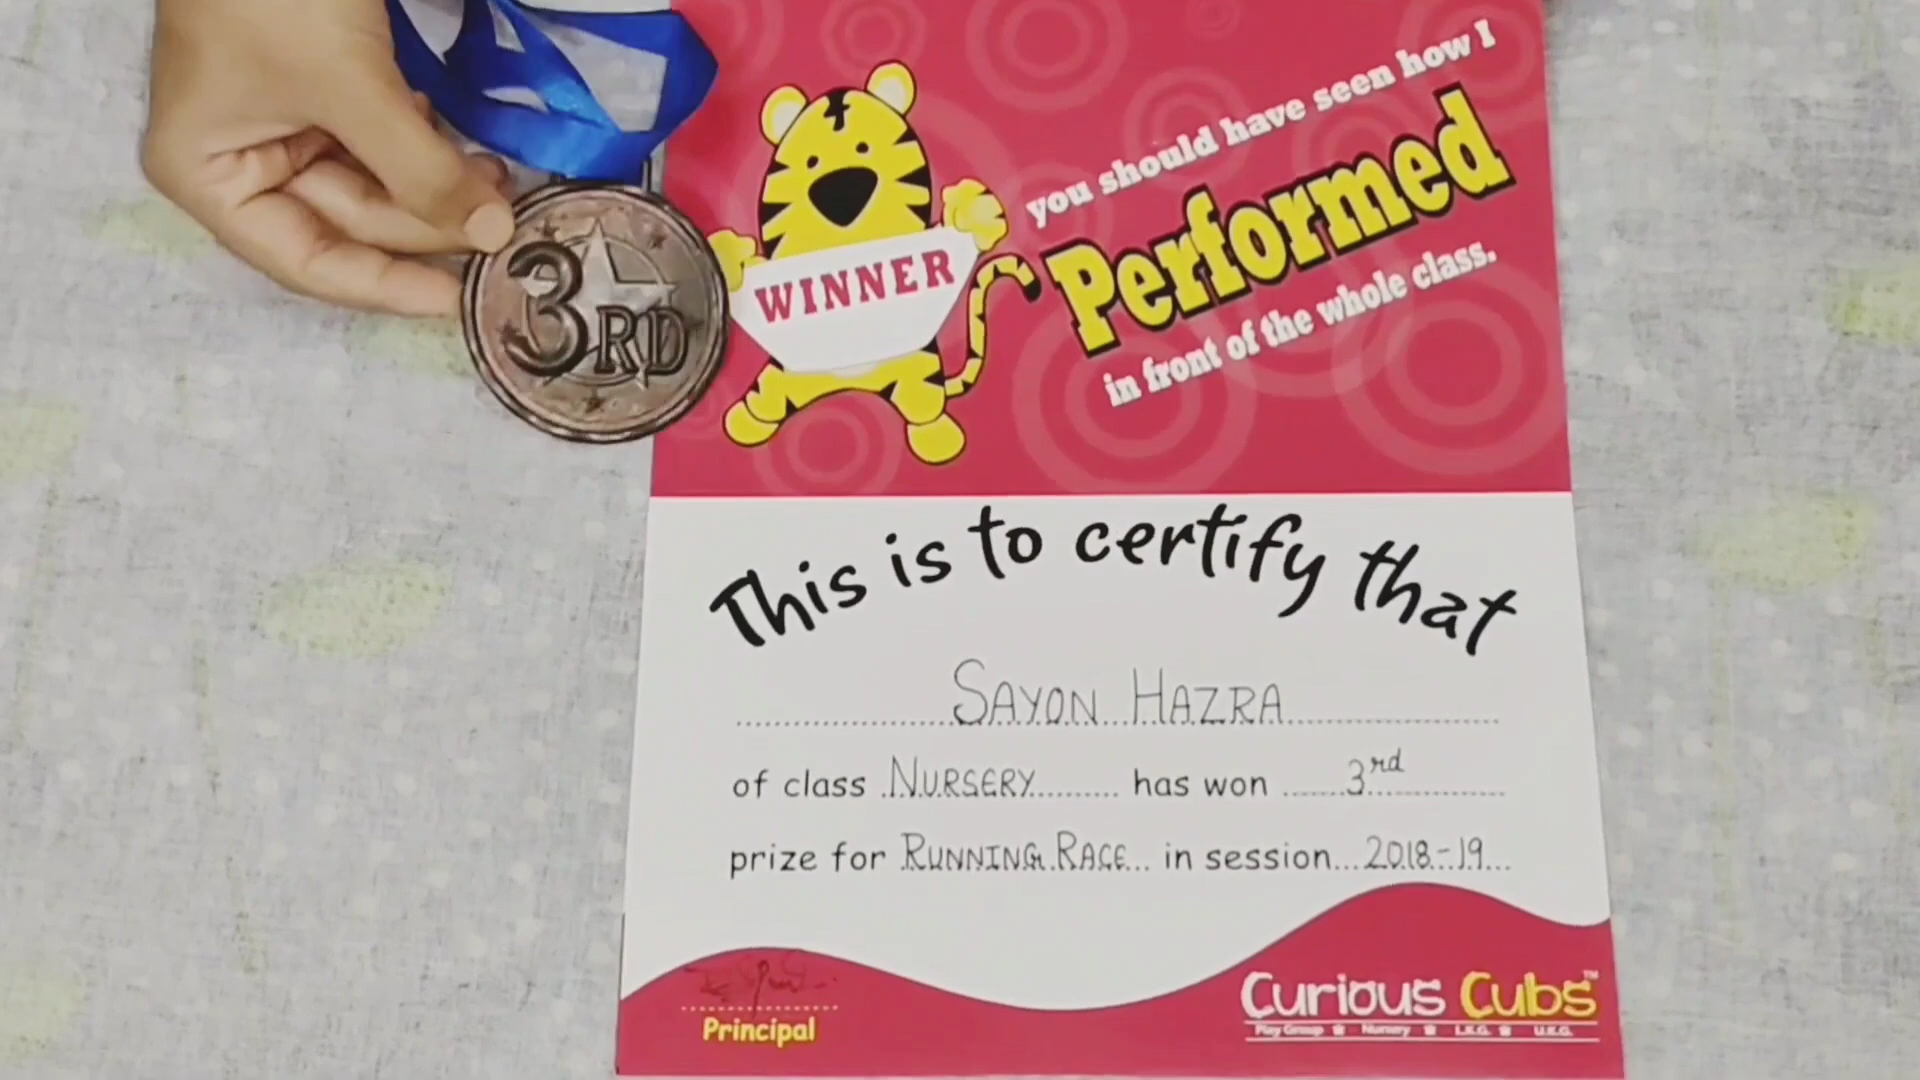 3RD
WINNER
you should have seen how I
Performed
in front of the whole class.
This is to certify that
SAYON HAZRA
of class NURSERY has won 3rd
prize for RUNNING RACE in session 2018-19
Principal
Curious Cubs™
Play Group Nursery L.K.G. U.K.G.